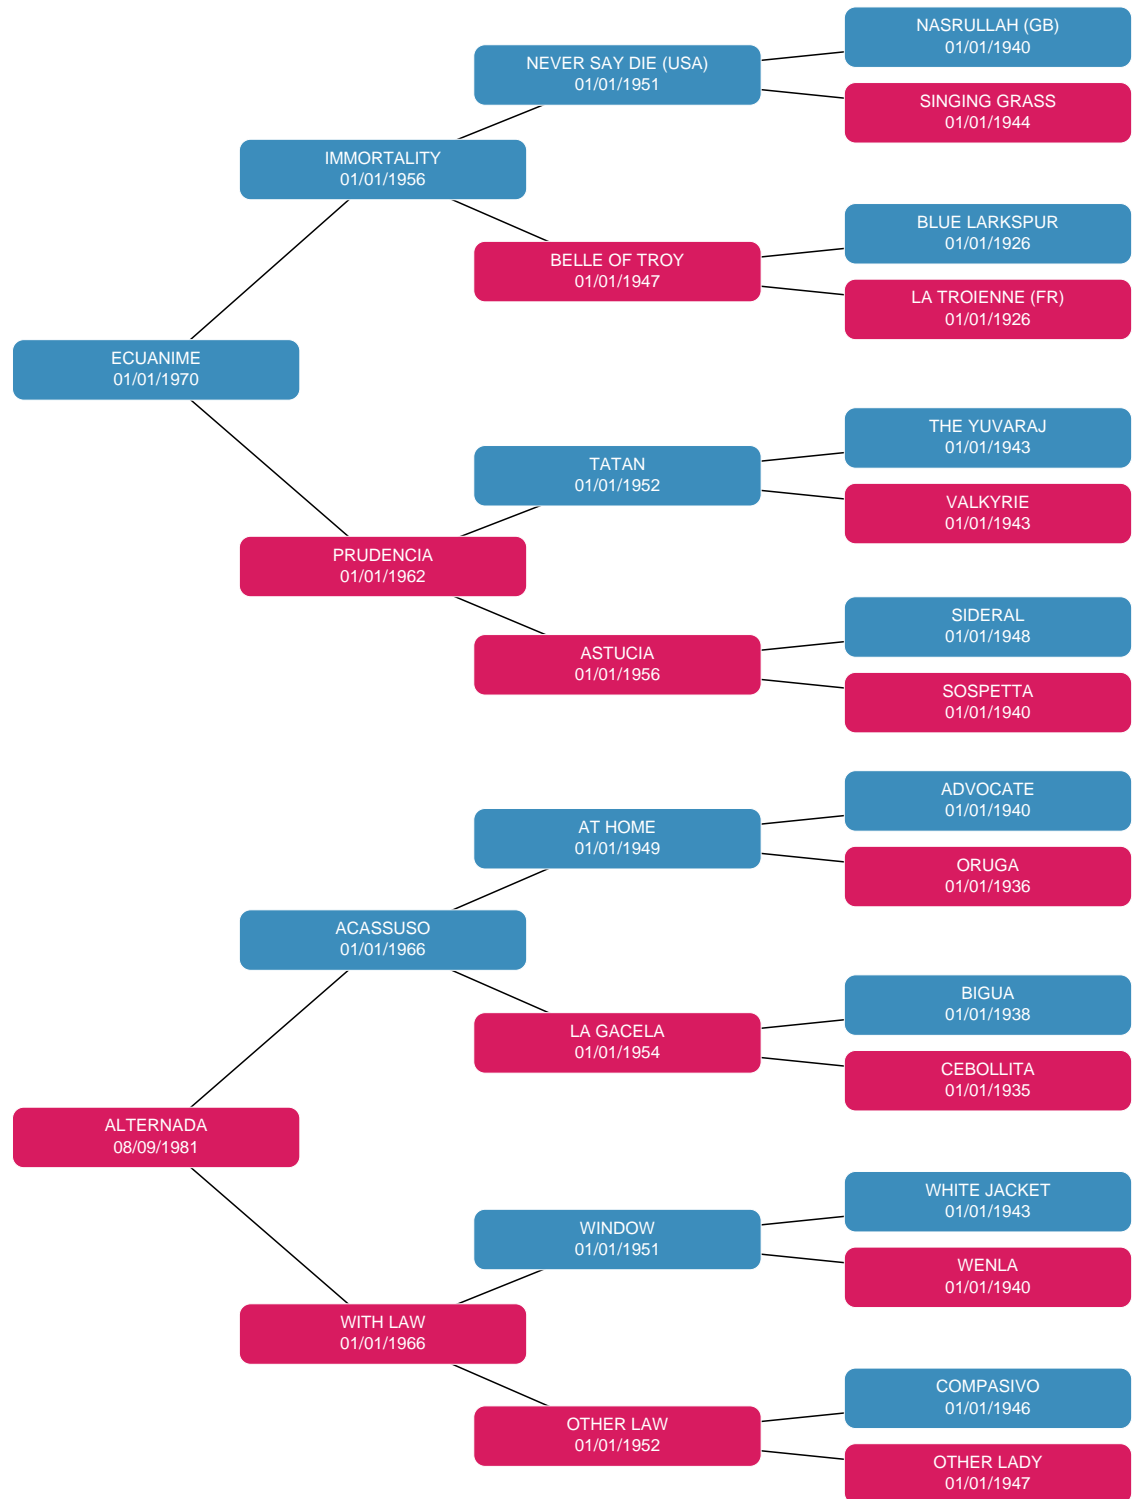 NASRULLAH (GB)
01/01/1940
NEVER SAY DIE (USA)
01/01/1951
SINGING GRASS
01/01/1944
IMMORTALITY
01/01/1956
BLUE LARKSPUR
01/01/1926
BELLE OF TROY
01/01/1947
LA TROIENNE (FR)
01/01/1926
ECUANIME
01/01/1970
THE YUVARAJ
01/01/1943
TATAN
01/01/1952
VALKYRIE
01/01/1943
PRUDENCIA
01/01/1962
SIDERAL
01/01/1948
ASTUCIA
01/01/1956
SOSPETTA
01/01/1940
ADVOCATE
01/01/1940
AT HOME
01/01/1949
ORUGA
01/01/1936
ACASSUSO
01/01/1966
BIGUA
01/01/1938
LA GACELA
01/01/1954
CEBOLLITA
01/01/1935
ALTERNADA
08/09/1981
WHITE JACKET
01/01/1943
WINDOW
01/01/1951
WENLA
01/01/1940
WITH LAW
01/01/1966
COMPASIVO
01/01/1946
OTHER LAW
01/01/1952
OTHER LADY
01/01/1947